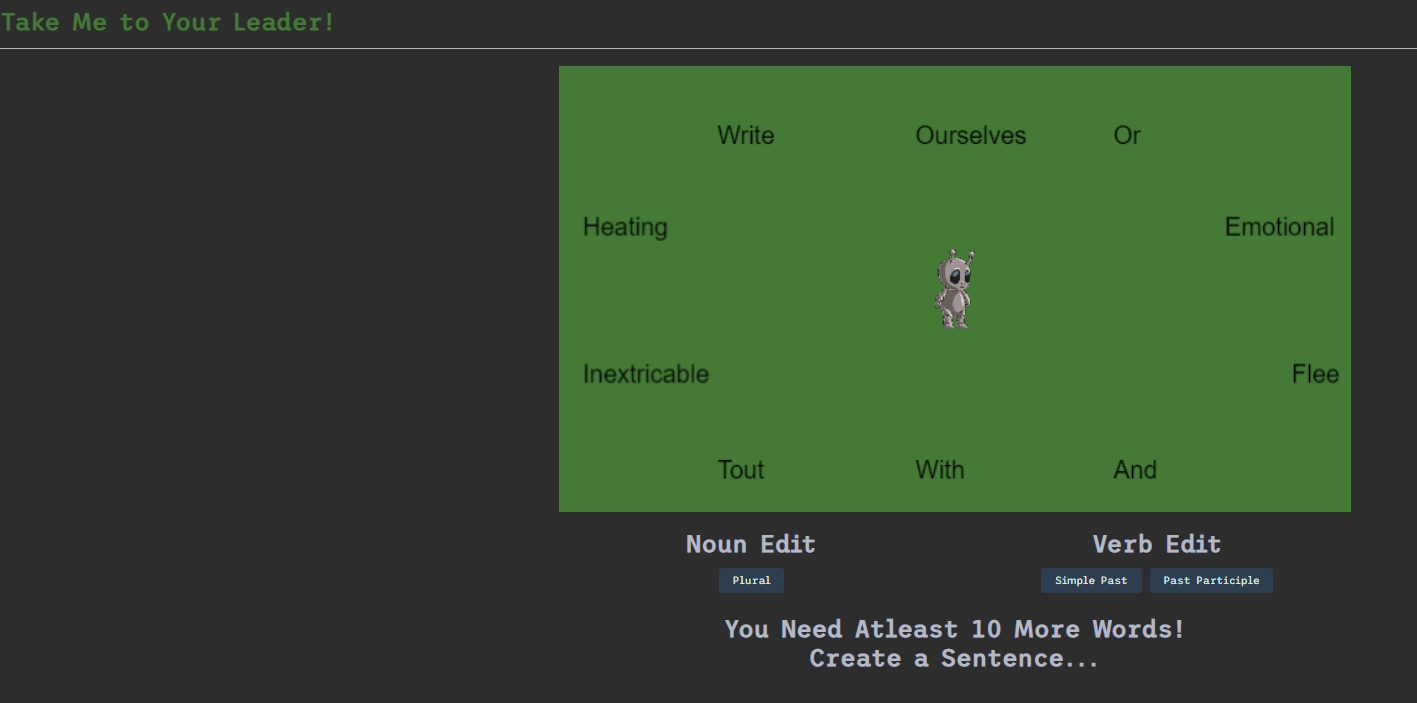 Take Me to Your Leader!
Write Ourselves Or
Heating Emotional
Inextricable Flee
Tout With And
Noun Edit Verb Edit
Plural Simple Past Past Participle
You Need Atleast 10 More Words!
Create a Sentence...